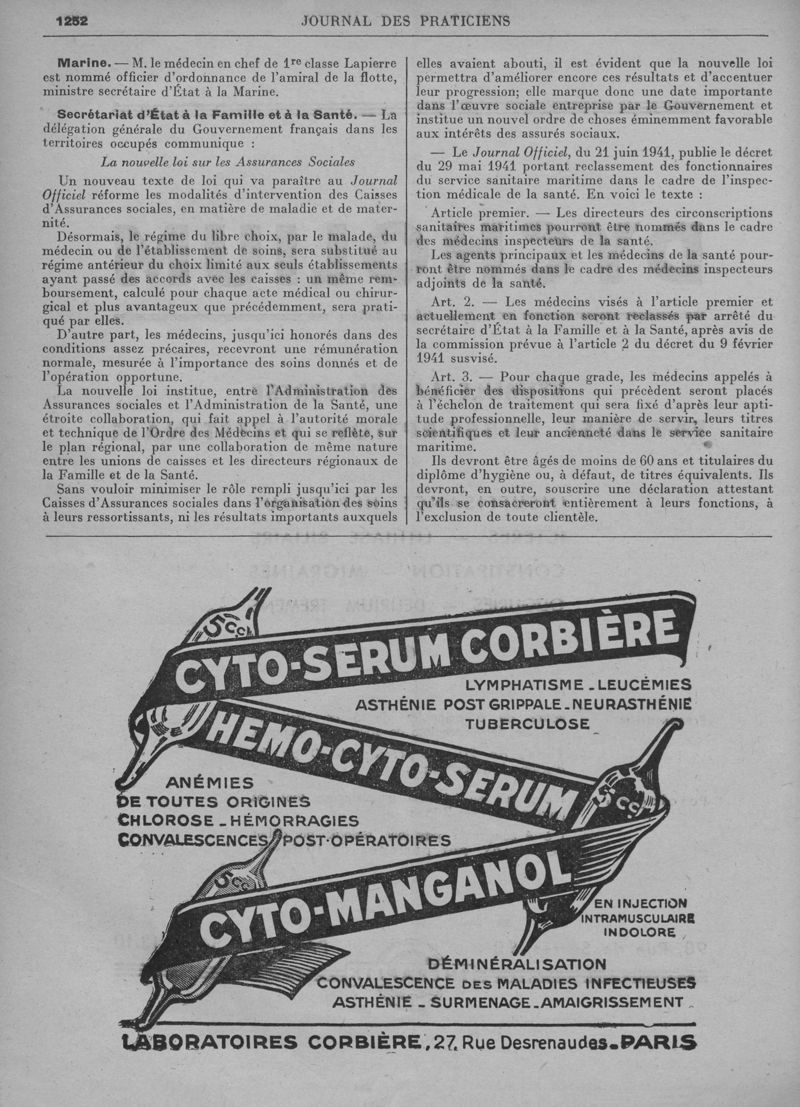 1252
JOURNAL DES PRATICIENS
Marine. — M. le médecin en chef de 1re classe Lapierre
est nommé officier d'ordonnance de l'amiral de la flotte,
ministre secrétaire d'État à la Marine.
Secrétariat d'État à la Famille et à la Santé. — La
délégation générale du Gouvernement français dans les
territoires occupés communique :
La nouvelle loi sur les Assurances Sociales
Un nouveau texte de loi qui va paraître au Journal
Officiel réforme les modalités d'intervention des Caisses
d'Assurances sociales, en matière de maladie et de mater-
nité.
Désormais, le régime du libre choix, par le malade, du
médecin ou de l'établissement de soins, sera substitué au
régime antérieur du choix limité aux seuls établissements
ayant passé des accords avec les caisses : un même rem-
boursement, calculé pour chaque acte médical ou chirur-
gical et plus avantageux que précédemment, sera prati-
qué par elles.
D'autre part, les médecins, jusqu'ici honorés dans des
conditions assez précaires, recevront une rémunération
normale, mesurée à l'importance des soins donnés et de
l'opération opportune.
La nouvelle loi institue, entre l'Administration des
Assurances sociales et l'Administration de la Santé, une
étroite collaboration, qui fait appel à l'autorité morale
et technique de l'Ordre des Médecins et qui se reflète, sur
le plan régional, par une collaboration de même nature
entre les unions de caisses et les directeurs régionaux de
la Famille et de la Santé.
Sans vouloir minimiser le rôle rempli jusqu'ici par les
Caisses d'Assurances sociales dans l'organisation des soins
à leurs ressortissants, ni les résultats importants auxquels
elles avaient abouti, il est évident que la nouvelle loi
permettra d'améliorer encore ces résultats et d'accentuer
leur progression; elle marque donc une date importante
dans l'œuvre sociale entreprise par le Gouvernement et
institue un nouvel ordre de choses éminemment favorable
aux intérêts des assurés sociaux.
— Le Journal Officiel, du 21 juin 1941, publie le décret
du 29 mai 1941 portant reclassement des fonctionnaires
du service sanitaire maritime dans le cadre de l'inspec-
tion médicale de la santé. En voici le texte :
Article premier. — Les directeurs des circonscriptions
sanitaires maritimes pourront être nommés dans le cadre
des médecins inspecteurs de la santé.
Les agents principaux et les médecins de la santé pour-
ront être nommés dans le cadre des médecins inspecteurs
adjoints de la santé.
Art. 2. — Les médecins visés à l'article premier et
actuellement en fonction seront reclassés par arrêté du
secrétaire d'État à la Famille et à la Santé, après avis de
la commission prévue à l'article 2 du décret du 9 février
1941 susvisé.
Art. 3. — Pour chaque grade, les médecins appelés à
bénéficier des dispositions qui précèdent seront placés
à l'échelon de traitement qui sera fixé d'après leur apti-
tude professionnelle, leur manière de servir, leurs titres
scientifiques et leur ancienneté dans le service sanitaire
maritime.
Ils devront être âgés de moins de 60 ans et titulaires du
diplôme d'hygiène ou, à défaut, de titres équivalents. Ils
devront, en outre, souscrire une déclaration attestant
qu'ils se consacreront entièrement à leurs fonctions, à
l'exclusion de toute clientèle.
5cc
CYTO-SERUM CORBIÈRE
LYMPHATISME - LEUCÉMIES
ASTHÉNIE POST GRIPPALE - NEURASTHÉNIE
TUBERCULOSE
HEMO-CYTO-SERUM
5cc
ANÉMIES
DE TOUTES ORIGINES
CHLOROSE - HÉMORRAGIES
CONVALESCENCES POST-OPÉRATOIRES
5cc
CYTO-MANGANOL
EN INJECTION
INTRAMUSCULAIRE
INDOLORE
DÉMINÉRALISATION
CONVALESCENCE DES MALADIES INFECTIEUSES
ASTHÉNIE - SURMENAGE - AMAIGRISSEMENT
LABORATOIRES CORBIÈRE, 27, Rue Desrenaudes - PARIS